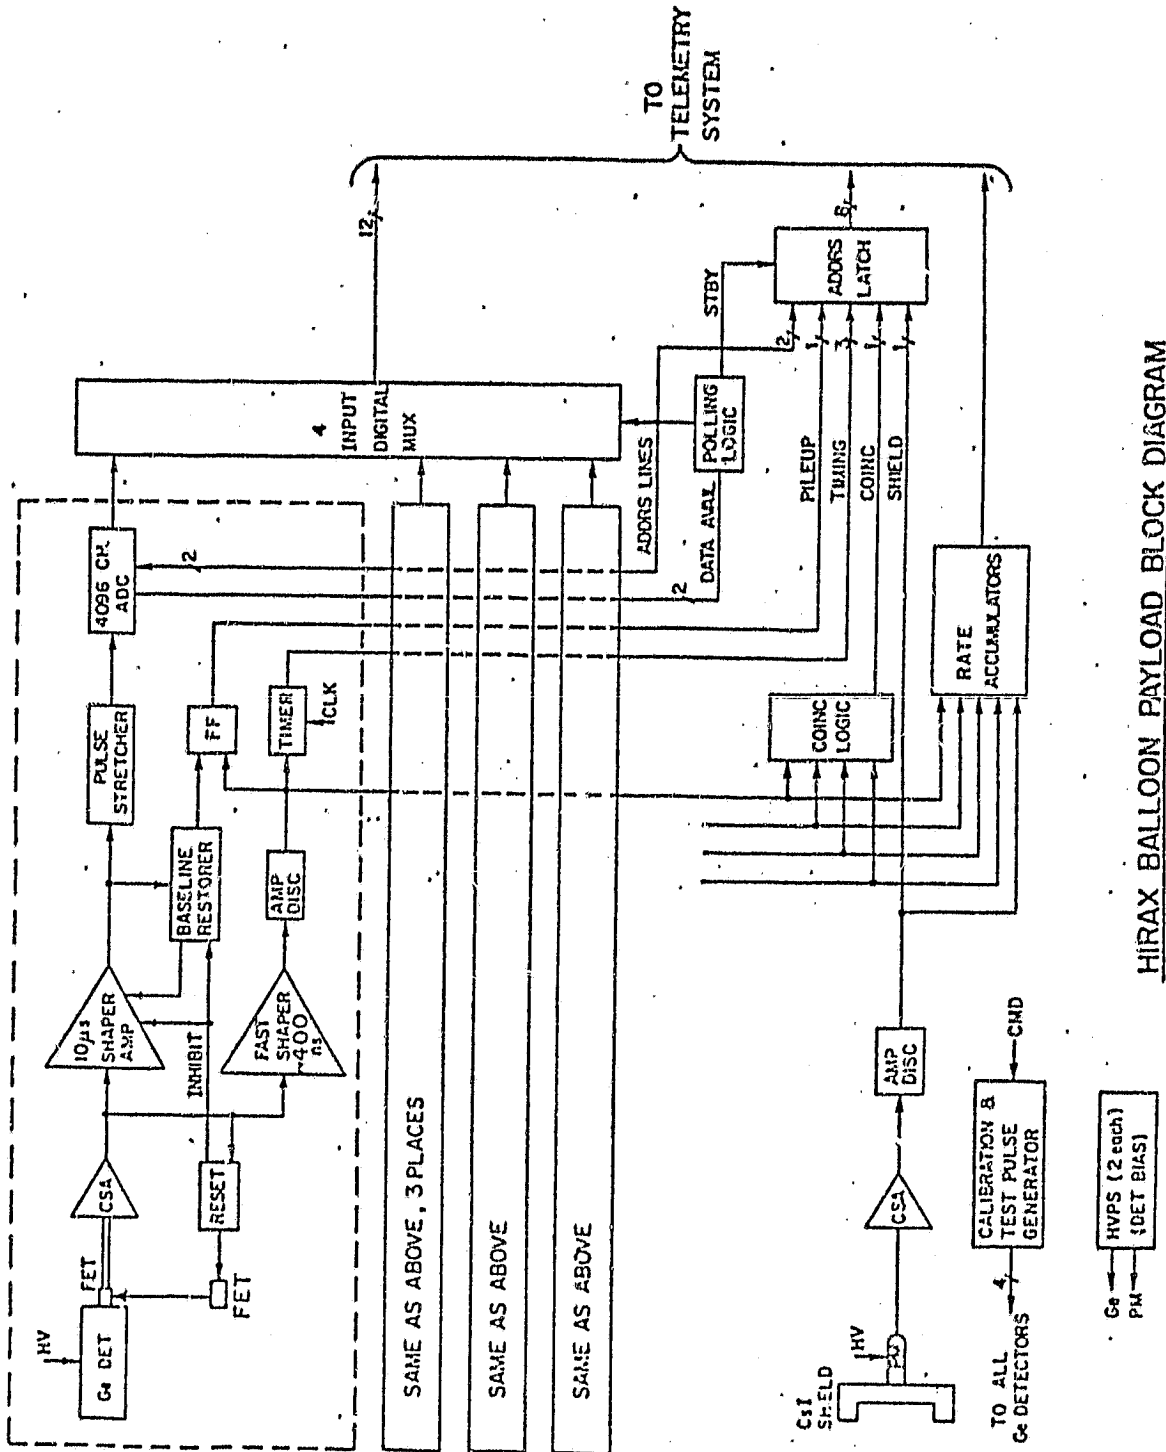 HV
Ge DET
FET
CSA
10µs
SHAPER
AMP
PULSE
STRETCHER
4096 CH.
ADC
RESET
FET
INHIBIT
BASELINE
RESTORER
FF
FAST
SHAPER
~400
ns
AMP
DISC
TIMER
CLK
2
SAME AS ABOVE, 3 PLACES
SAME AS ABOVE
SAME AS ABOVE
4
INPUT
DIGITAL
MUX
12
TO
TELEMETRY
SYSTEM
ADDRS LINES
DATA AVAIL
2
POLLING
LOGIC
STBY
ADDRS
LATCH
2
1
3
1
1
PILEUP
TIMING
COINC
SHIELD
COINC
LOGIC
RATE
ACCUMULATORS
CsI
SHIELD
HV
CSA
AMP
DISC
TO ALL
Ge DETECTORS
4
CALIBRATION &
TEST PULSE
GENERATOR
CMD
Ge
PM
HVPS (2 each)
(DET BIAS)
HIRAX BALLOON PAYLOAD BLOCK DIAGRAM